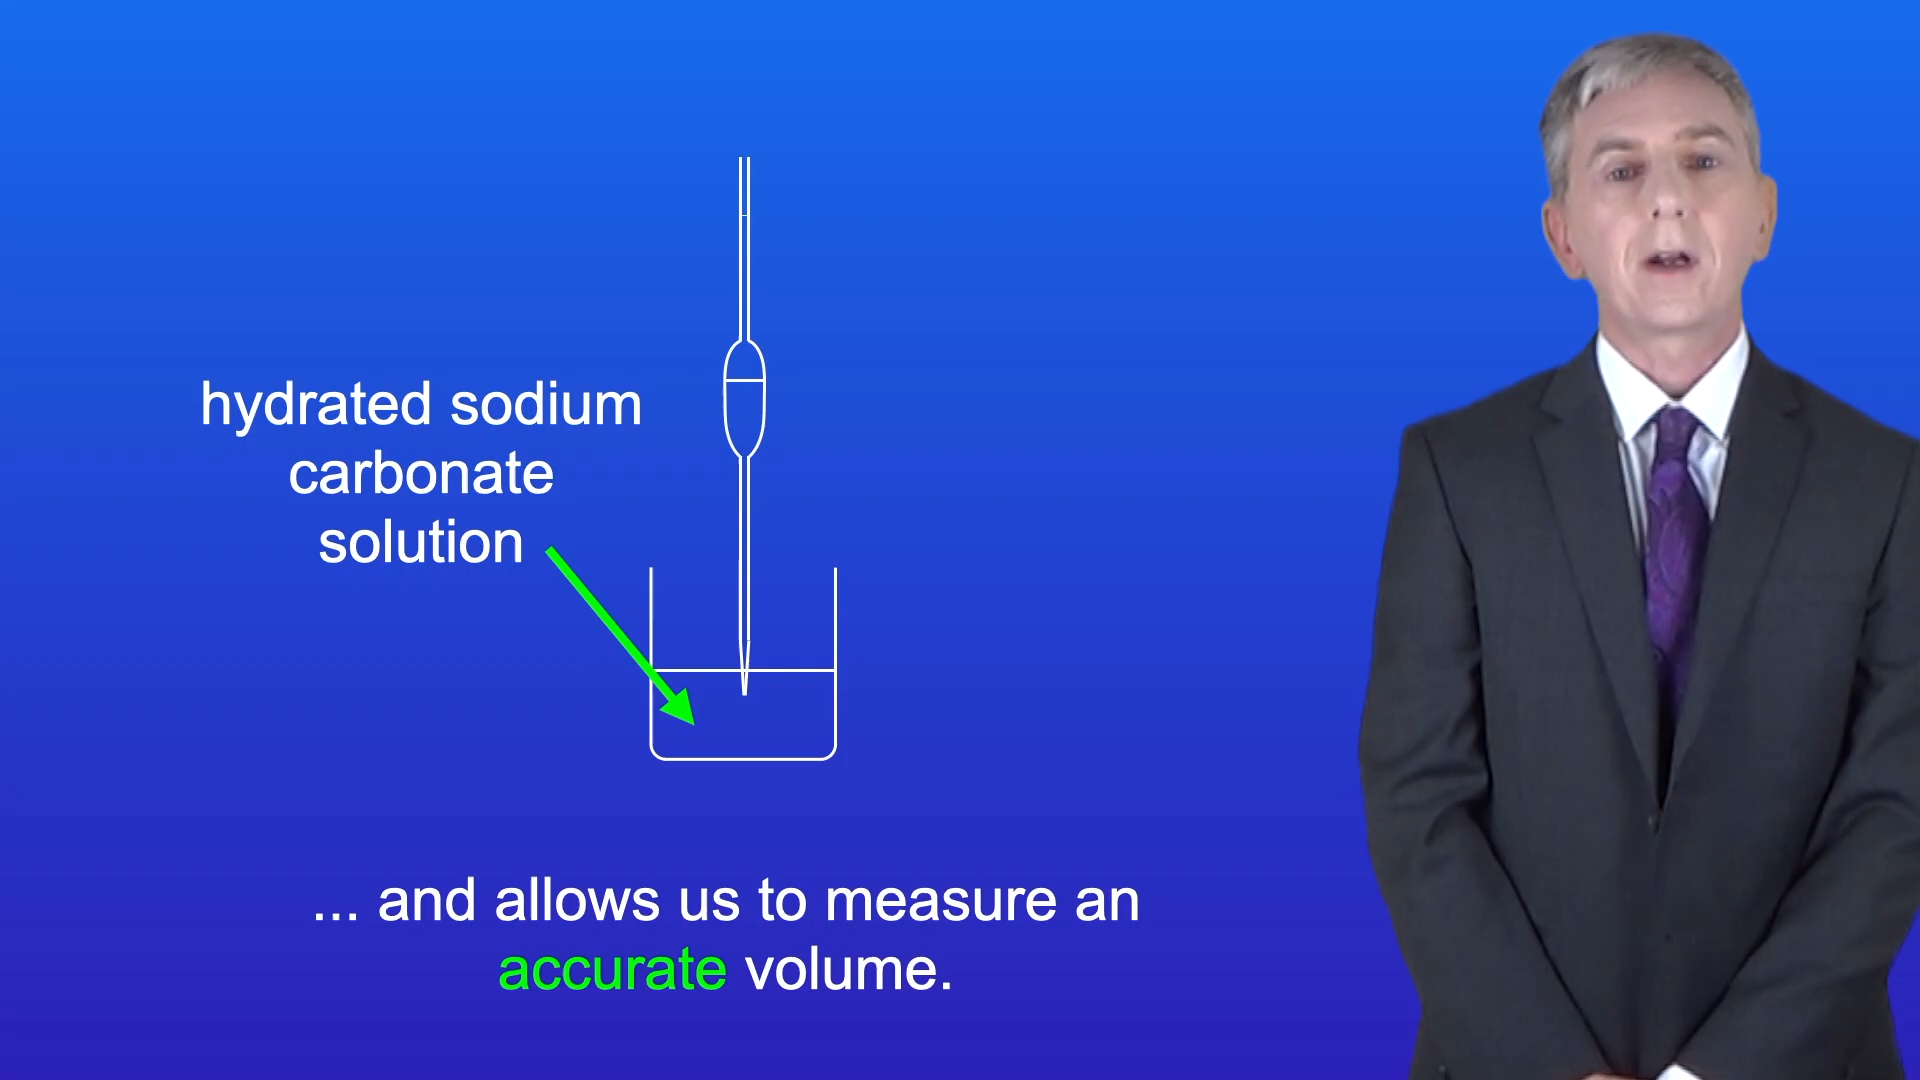 hydrated sodium
carbonate
solution
... and allows us to measure an
accurate volume.